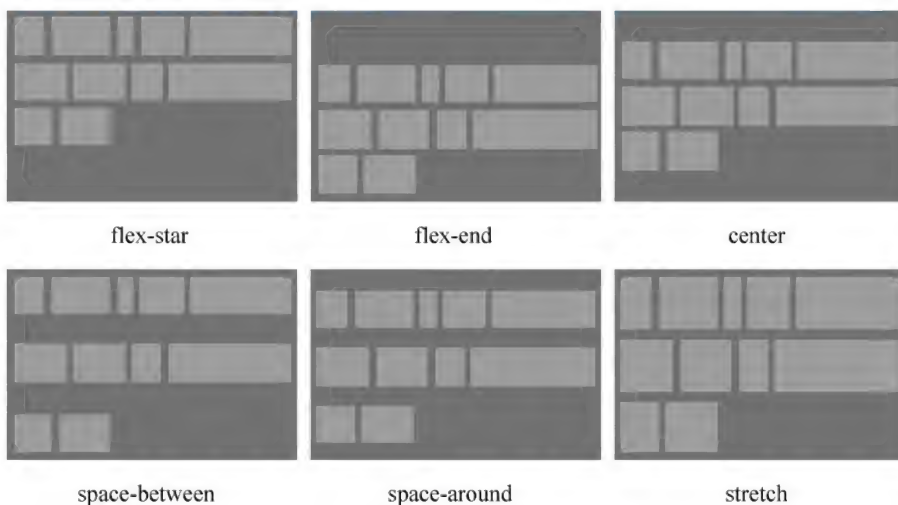 flex-star
flex-end
center
space-between
space-around
stretch